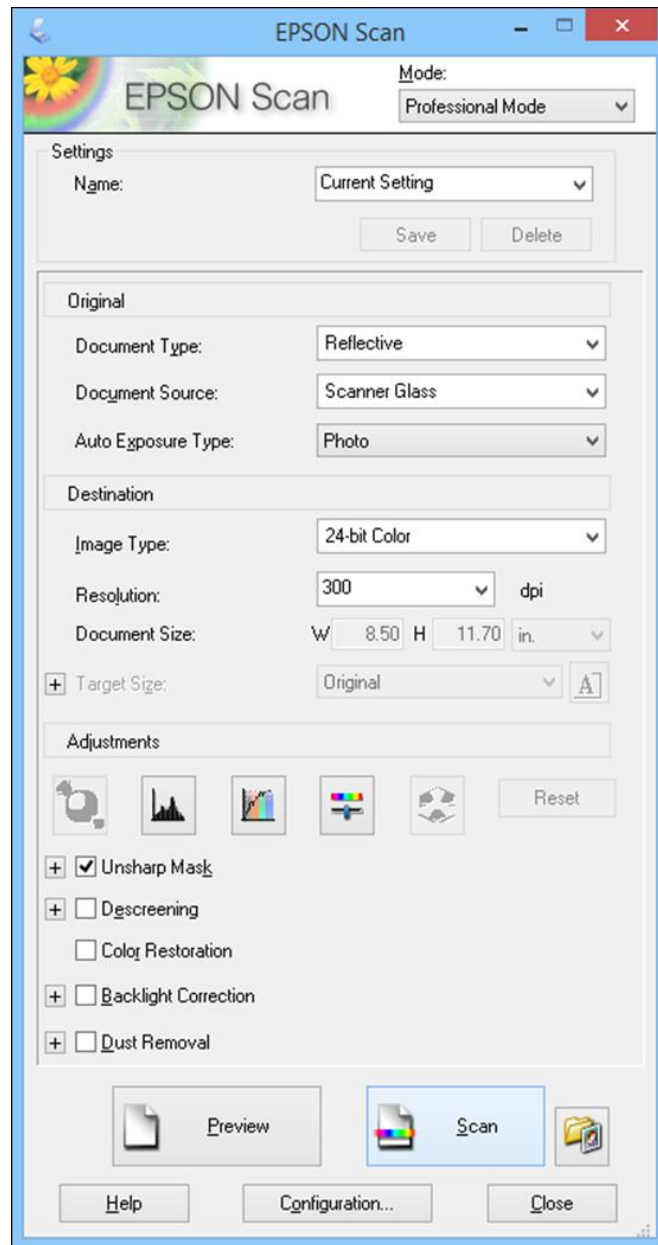 EPSON Scan
EPSON Scan
Mode:
Professional Mode
Settings
Name:
Current Setting
Save Delete
Original
Document Type: Reflective
Document Source: Scanner Glass
Auto Exposure Type: Photo
Destination
Image Type: 24-bit Color
Resolution: 300 dpi
Document Size: W 8.50 H 11.70 in.
+ Target Size: Original A
Adjustments
Reset
+ Unsharp Mask
+ Descreening
Color Restoration
+ Backlight Correction
+ Dust Removal
Preview Scan
Help Configuration... Close